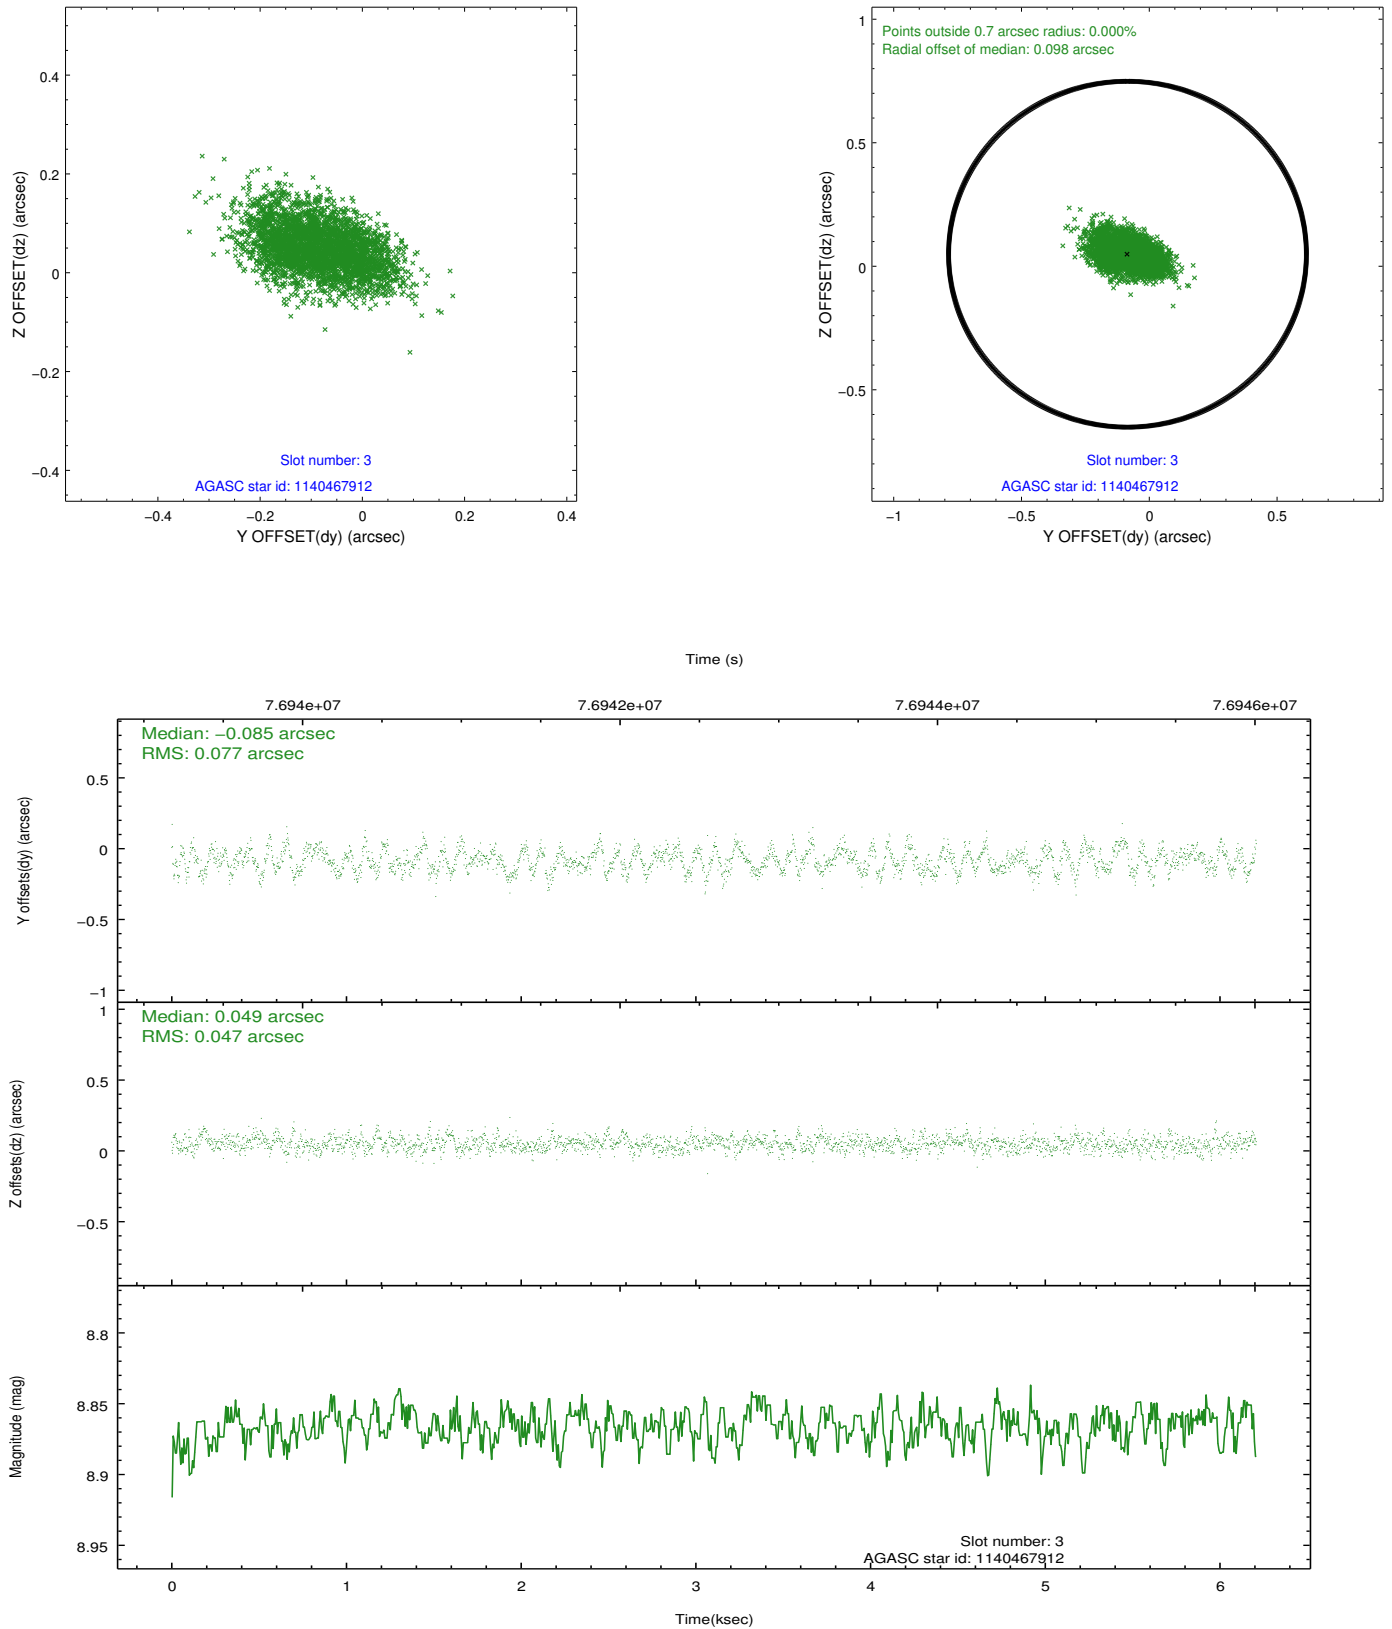 0.4
0.2
0
−0.2
−0.4
Z OFFSET(dz) (arcsec)
Slot number: 3
AGASC star id: 1140467912
−0.4 −0.2 0 0.2 0.4
Y OFFSET(dy) (arcsec)
Points outside 0.7 arcsec radius: 0.000%
Radial offset of median: 0.098 arcsec
1
0.5
0
−0.5
Z OFFSET(dz) (arcsec)
Slot number: 3
AGASC star id: 1140467912
−1 −0.5 0 0.5
Y OFFSET(dy) (arcsec)
Time (s)
7.694e+07 7.6942e+07 7.6944e+07 7.6946e+07
Median: −0.085 arcsec
RMS: 0.077 arcsec
0.5
0
−0.5
−1
Y offsets(dy) (arcsec)
Median: 0.049 arcsec
RMS: 0.047 arcsec
1
0.5
0
−0.5
Z offsets(dz) (arcsec)
8.8
8.85
8.9
8.95
Magnitude (mag)
Slot number: 3
AGASC star id: 1140467912
0 1 2 3 4 5 6
Time(ksec)